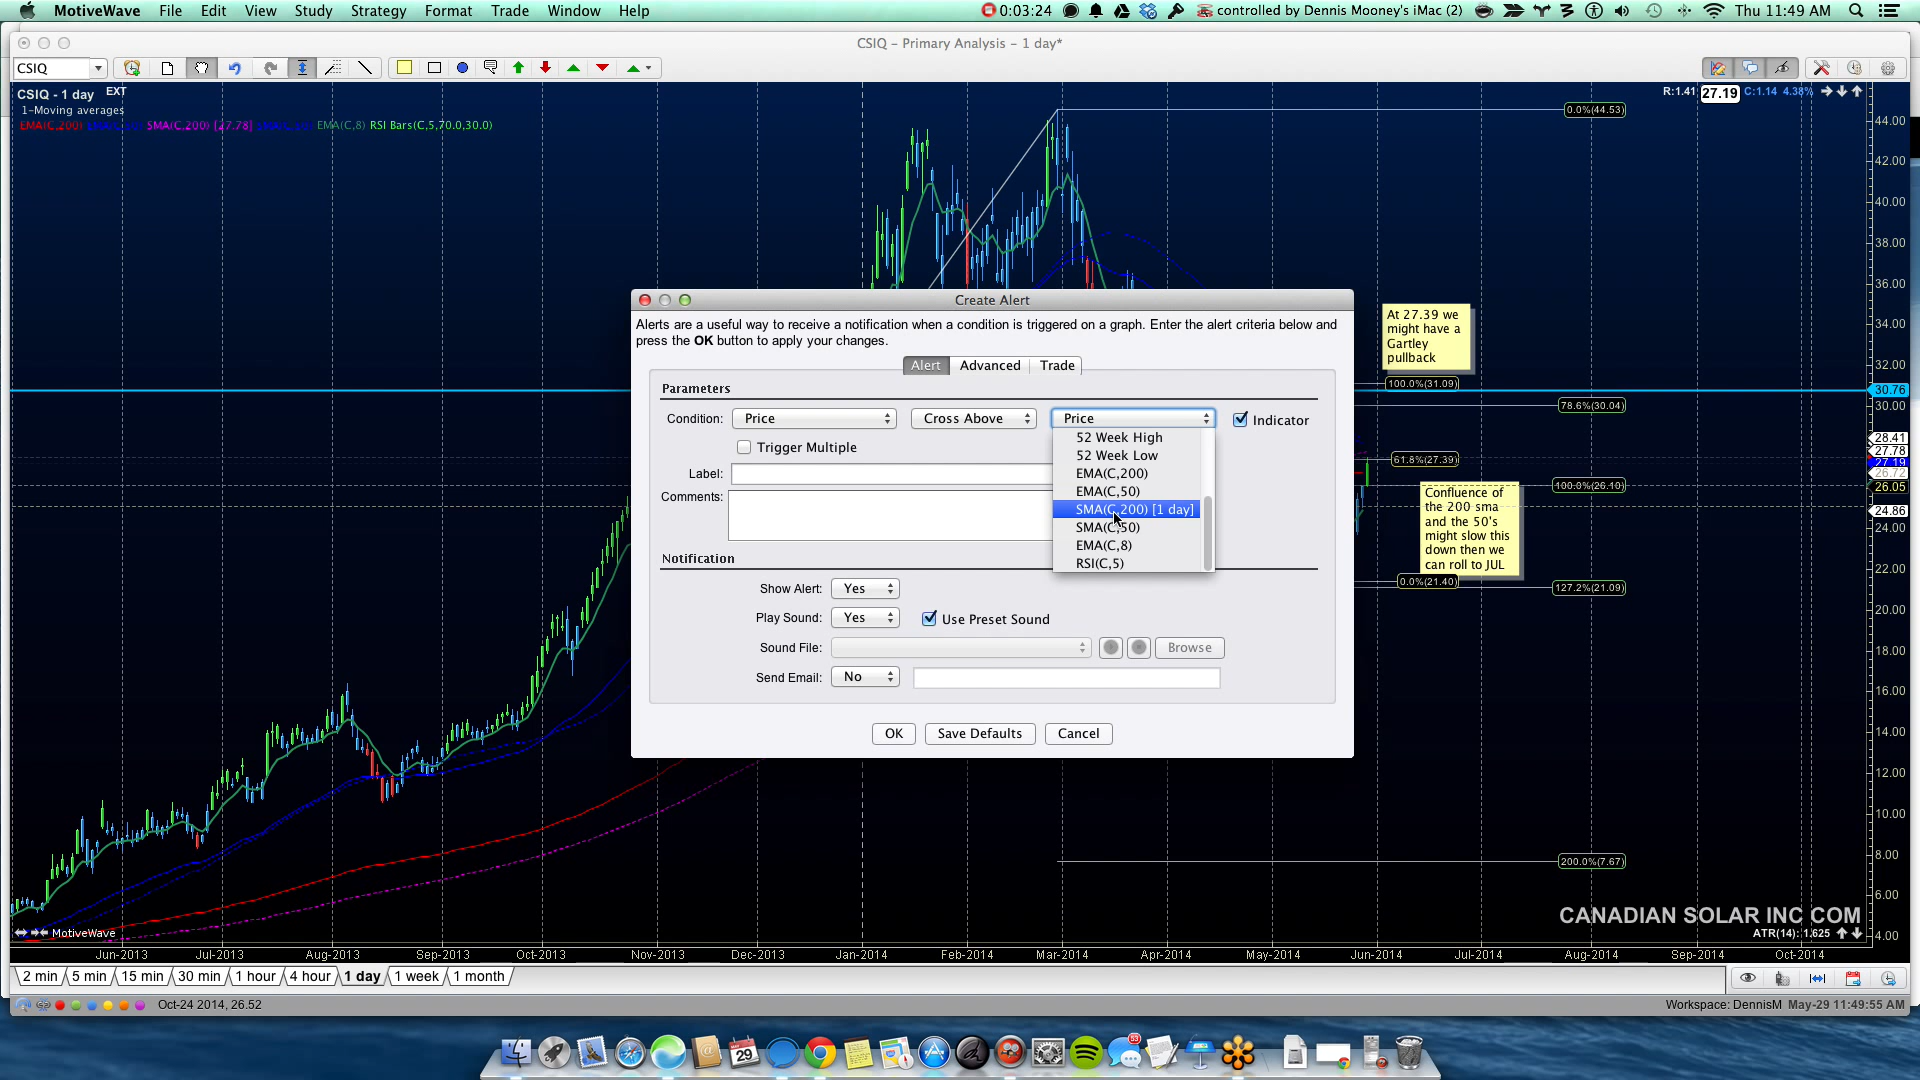 MotiveWave File Edit View Study Strategy Format Trade Window Help 0:03:24 controlled by Dennis Mooney's iMac (2) Thu 11:49 AM
CSIQ – Primary Analysis – 1 day*
CSIQ
CSIQ - 1 day EXT
R:1.41 27.19 C:1.14 4.38%
1-Moving averages
EMA(C,200) SMA(C,200) [27.78] EMA(C,8) RSI Bars(C,5,70.0,30.0)
0.0%(44.53)
44.00
42.00
40.00
38.00
36.00
34.00
32.00
30.76
30.00
28.41
27.78
27.19
26.72
26.05
24.86
24.00
22.00
20.00
18.00
16.00
14.00
12.00
10.00
8.00
6.00
4.00
Create Alert
Alerts are a useful way to receive a notification when a condition is triggered on a graph. Enter the alert criteria below and
press the OK button to apply your changes.
Alert Advanced Trade
Parameters
Condition: Price Cross Above Price Indicator
Trigger Multiple
Label:
Comments:
52 Week High
52 Week Low
EMA(C,200)
EMA(C,50)
SMA(C,200) [1 day]
SMA(C,50)
EMA(C,8)
RSI(C,5)
Notification
Show Alert: Yes
Play Sound: Yes Use Preset Sound
Sound File: Browse
Send Email: No
OK Save Defaults Cancel
At 27.39 we
might have a
Gartley
pullback
100.0%(31.09)
78.6%(30.04)
61.8%(27.39)
100.0%(26.10)
Confluence of
the 200 sma
and the 50's
might slow this
down then we
can roll to JUL
0.0%(21.40)
127.2%(21.09)
200.0%(7.67)
CANADIAN SOLAR INC COM
ATR(14): 1.625
MotiveWave
Jun-2013 Jul-2013 Aug-2013 Sep-2013 Oct-2013 Nov-2013 Dec-2013 Jan-2014 Feb-2014 Mar-2014 Apr-2014 May-2014 Jun-2014 Jul-2014 Aug-2014 Sep-2014 Oct-2014
2 min 5 min 15 min 30 min 1 hour 4 hour 1 day 1 week 1 month
Oct-24 2014, 26.52
Workspace: DennisM May-29 11:49:55 AM
29
53